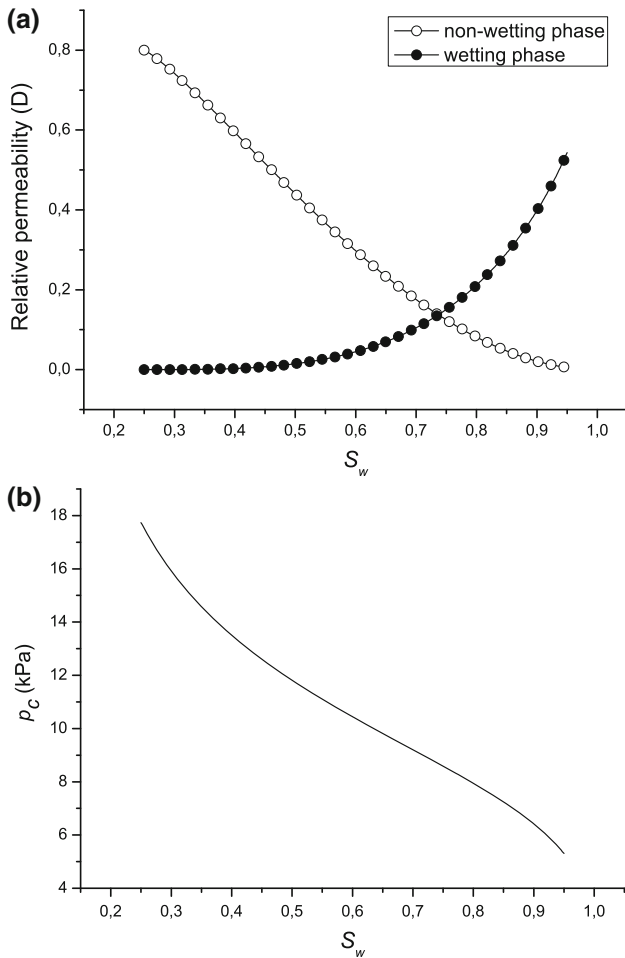 (a)
non-wetting phase
wetting phase
Relative permeability (D)
0,8
0,6
0,4
0,2
0,0
0,2 0,3 0,4 0,5 0,6 0,7 0,8 0,9 1,0
Sw
(b)
pc (kPa)
18
16
14
12
10
8
6
4
0,2 0,3 0,4 0,5 0,6 0,7 0,8 0,9 1,0
Sw